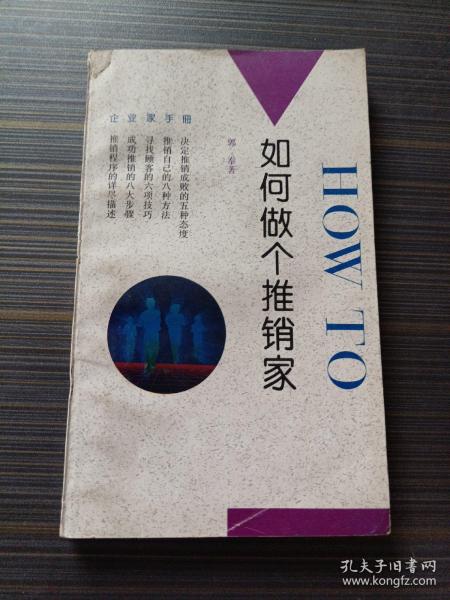 企业家手册
决定推销成败的五种态度
推销自己的八种方法
寻找顾客的六项技巧
成功推销的八大步骤
推销程序的详尽描述
郭泰著
如何做个推销家
HOW TO
孔夫子旧书网
www.kongfz.com